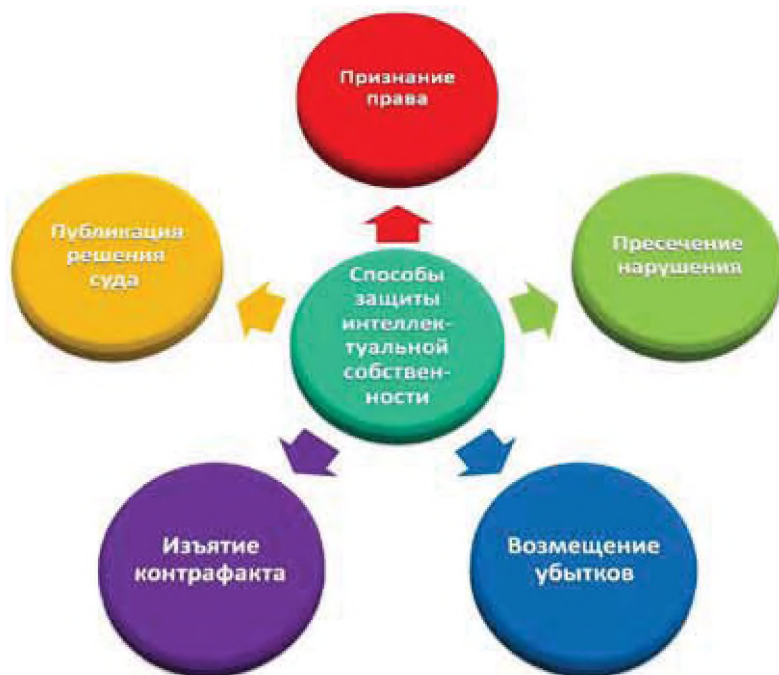 Признание
права
Публикация
решения
суда
Пресечение
нарушения
Способы
защиты
интеллек-
туальной
собствен-
ности
Изъятие
контрафакта
Возмещение
убытков